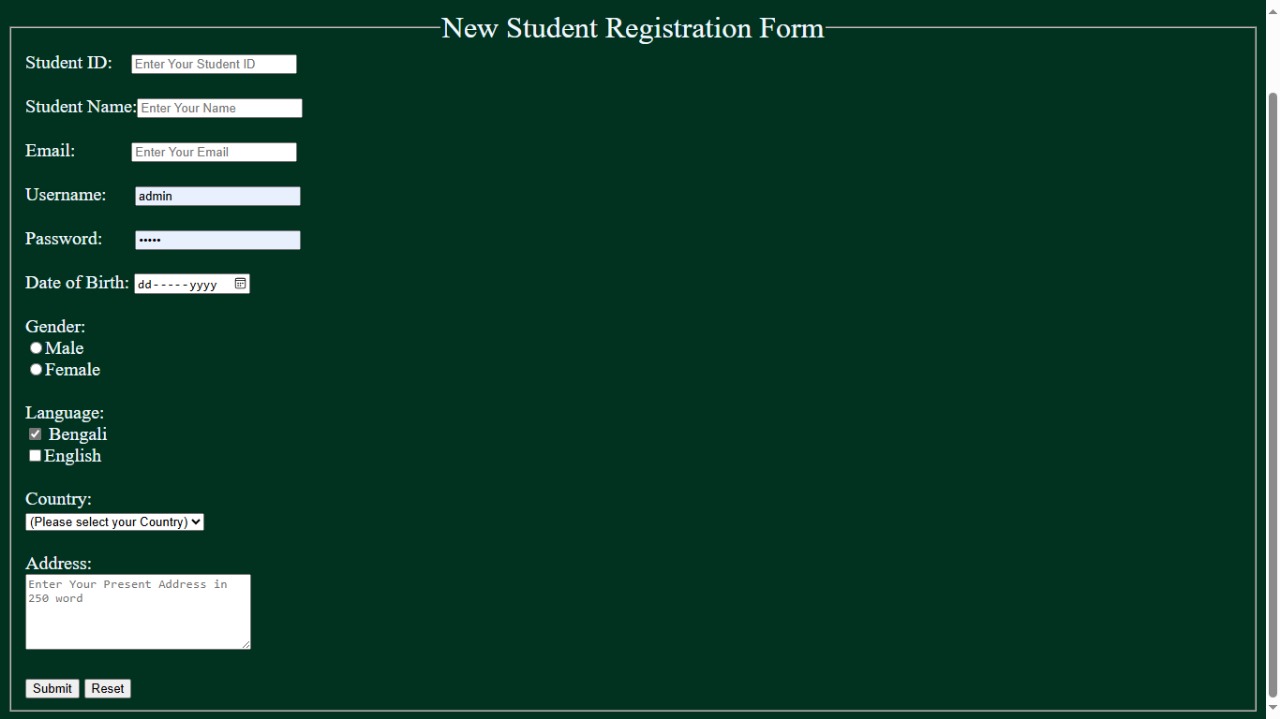 New Student Registration Form
Student ID: Enter Your Student ID
Student Name: Enter Your Name
Email: Enter Your Email
Username: admin
Password: •••••
Date of Birth: dd-----yyyy
Gender:
Male
Female
Language:
Bengali
English
Country:
(Please select your Country)
Address:
Enter Your Present Address in
250 word
Submit Reset